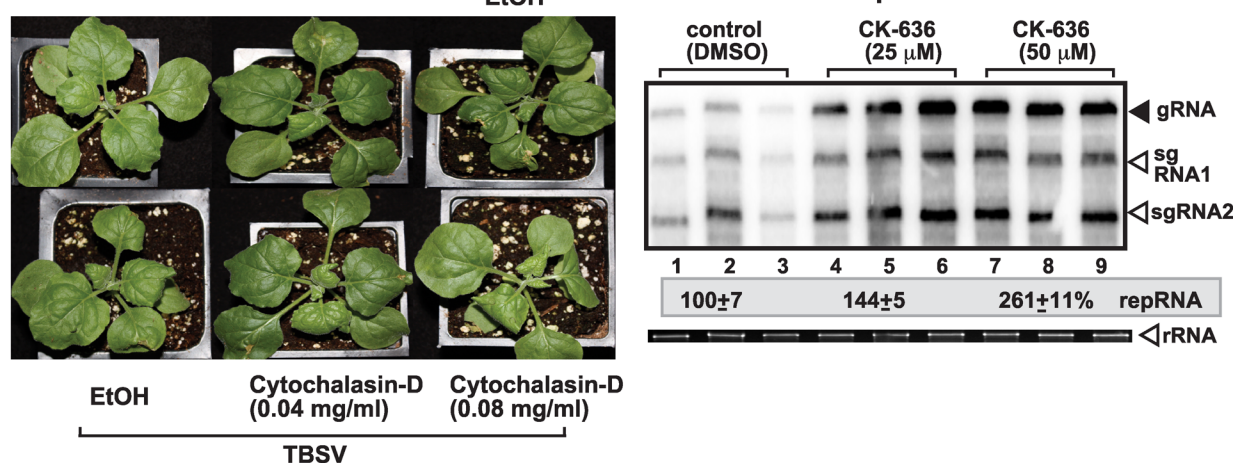 EtOH
control
(DMSO)
CK-636
(25 μM)
CK-636
(50 μM)
gRNA
sg
RNA1
sgRNA2
1 2 3 4 5 6 7 8 9
100±7 144±5 261±11% repRNA
rRNA
EtOH
Cytochalasin-D
(0.04 mg/ml)
Cytochalasin-D
(0.08 mg/ml)
TBSV